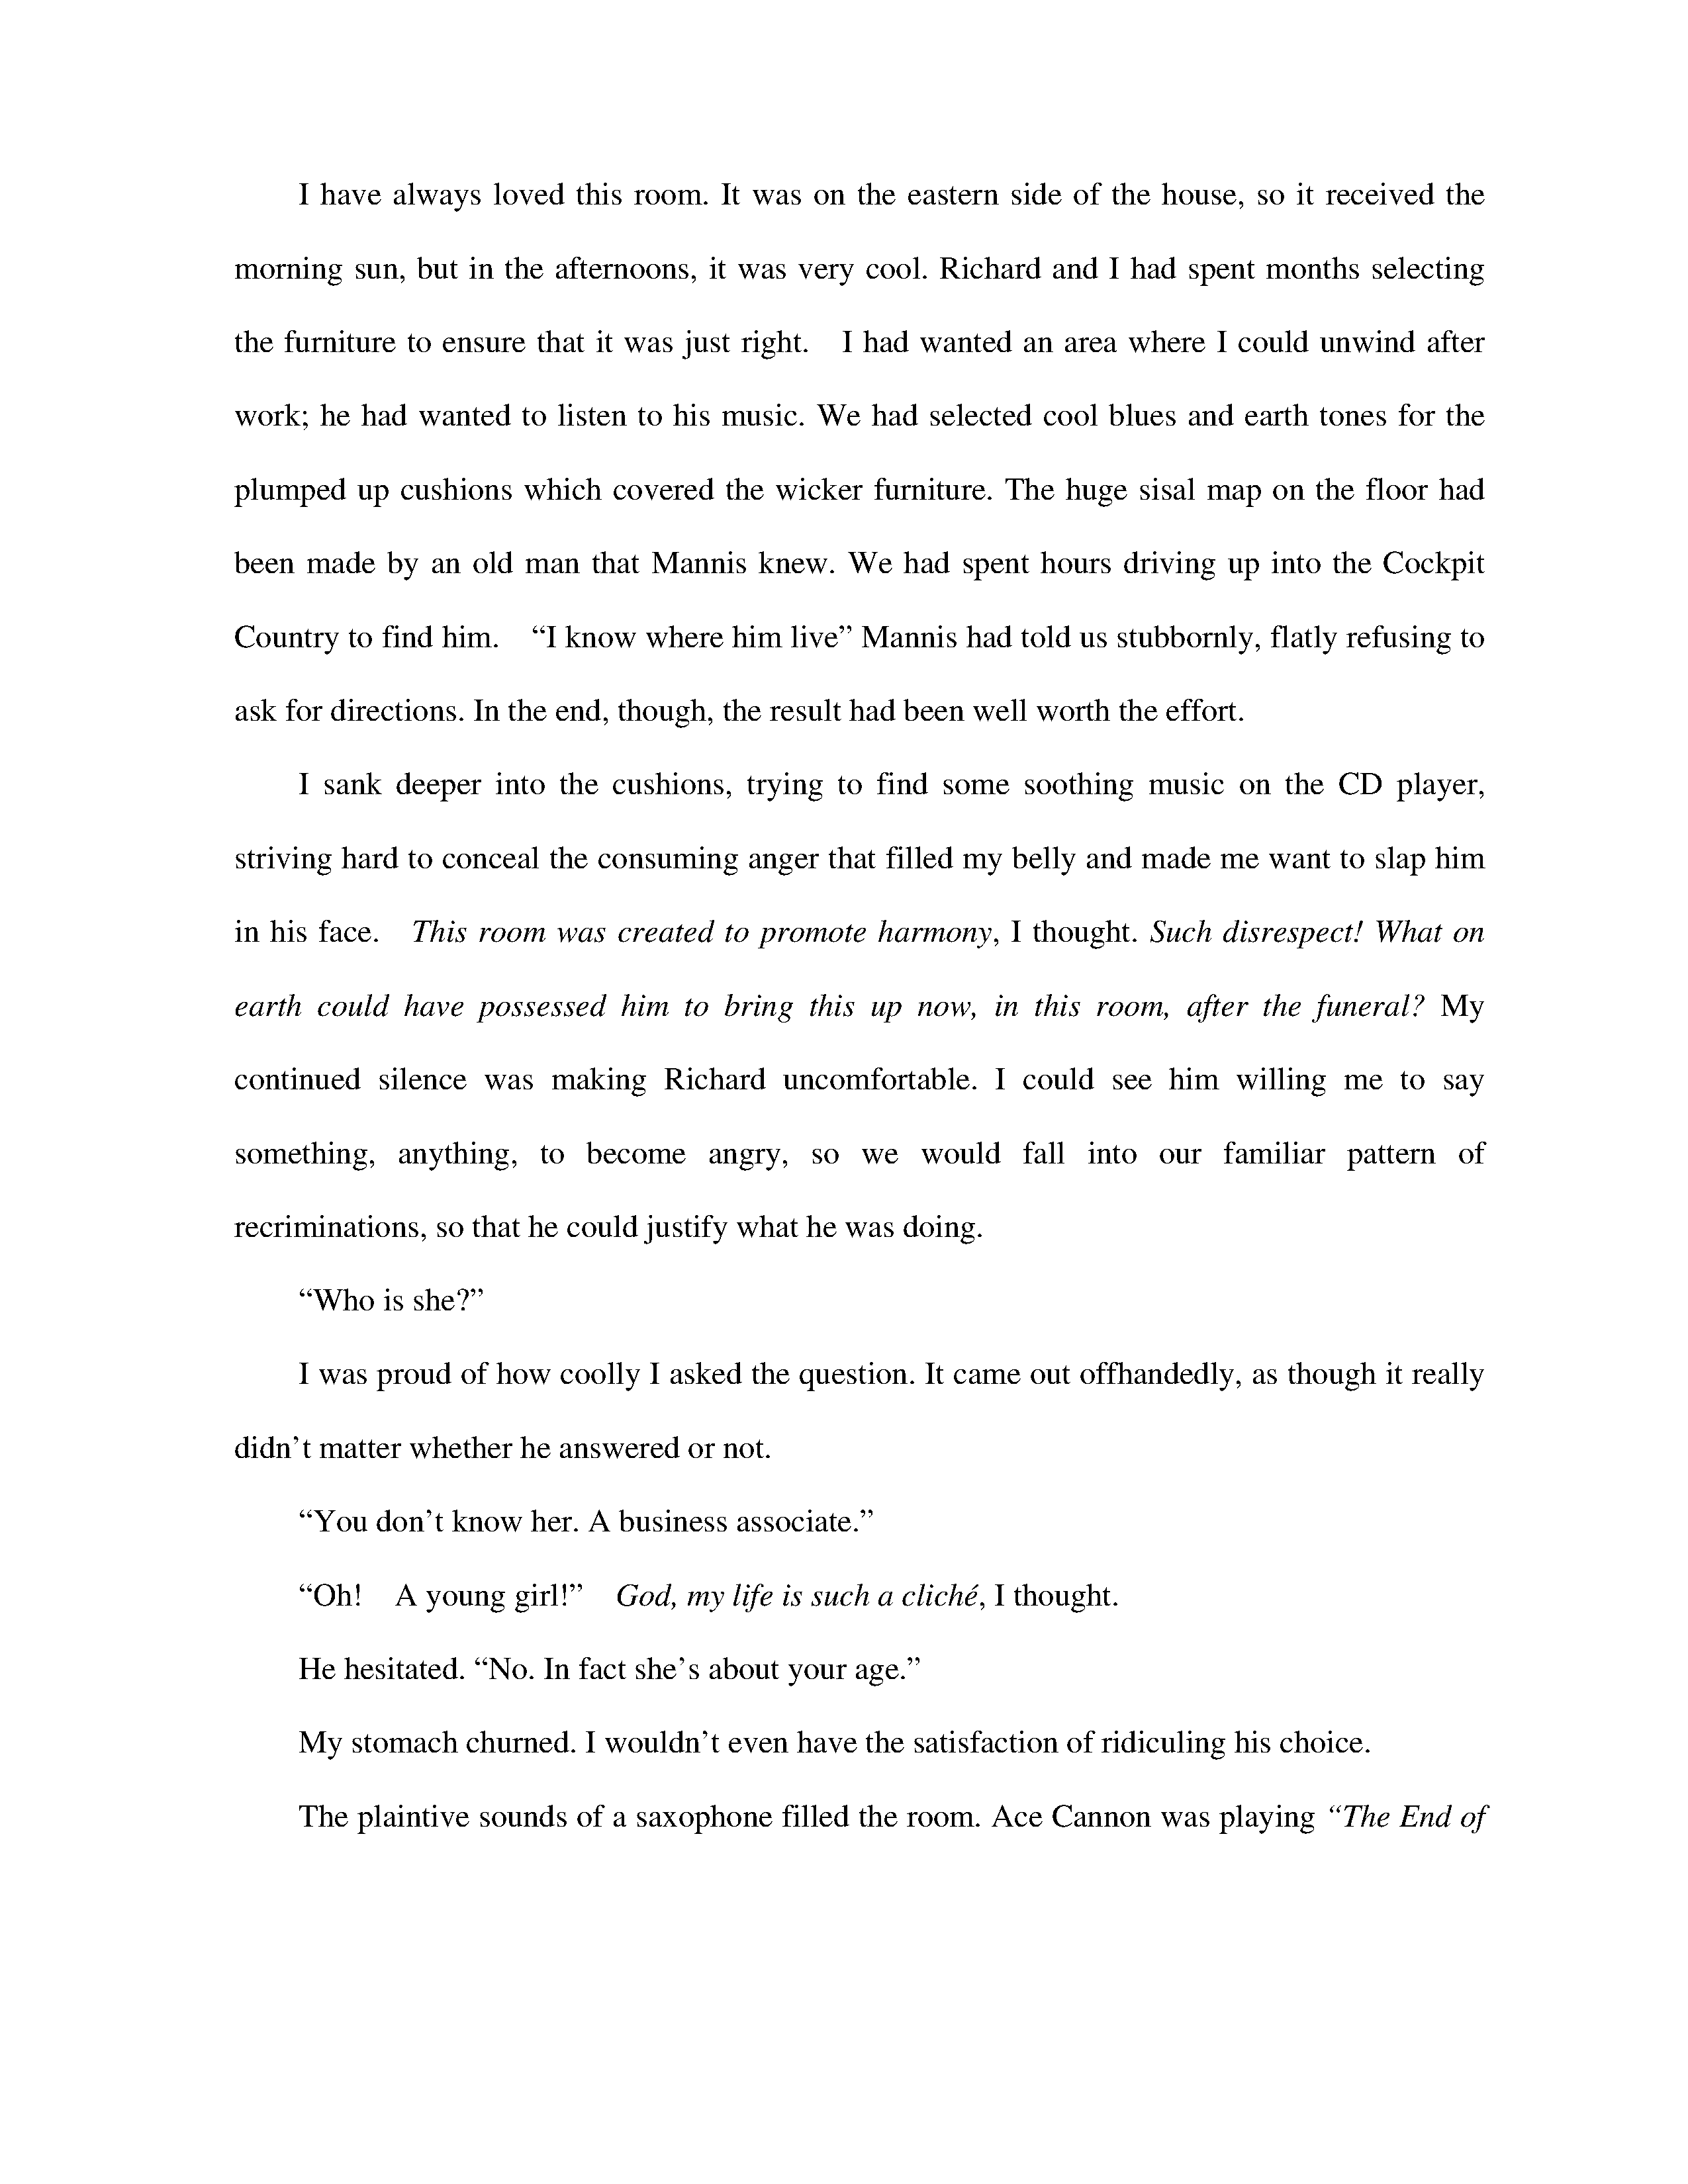 I have always loved this room. It was on the eastern side of the house, so it received the
morning sun, but in the afternoons, it was very cool. Richard and I had spent months selecting
the furniture to ensure that it was just right. I had wanted an area where I could unwind after
work; he had wanted to listen to his music. We had selected cool blues and earth tones for the
plumped up cushions which covered the wicker furniture. The huge sisal map on the floor had
been made by an old man that Mannis knew. We had spent hours driving up into the Cockpit
Country to find him. “I know where him live” Mannis had told us stubbornly, flatly refusing to
ask for directions. In the end, though, the result had been well worth the effort.
I sank deeper into the cushions, trying to find some soothing music on the CD player,
striving hard to conceal the consuming anger that filled my belly and made me want to slap him
in his face. This room was created to promote harmony, I thought. Such disrespect! What on
earth could have possessed him to bring this up now, in this room, after the funeral? My
continued silence was making Richard uncomfortable. I could see him willing me to say
something, anything, to become angry, so we would fall into our familiar pattern of
recriminations, so that he could justify what he was doing.
“Who is she?”
I was proud of how coolly I asked the question. It came out offhandedly, as though it really
didn’t matter whether he answered or not.
“You don’t know her. A business associate.”
“Oh! A young girl!” God, my life is such a cliché, I thought.
He hesitated. “No. In fact she’s about your age.”
My stomach churned. I wouldn’t even have the satisfaction of ridiculing his choice.
The plaintive sounds of a saxophone filled the room. Ace Cannon was playing “The End of